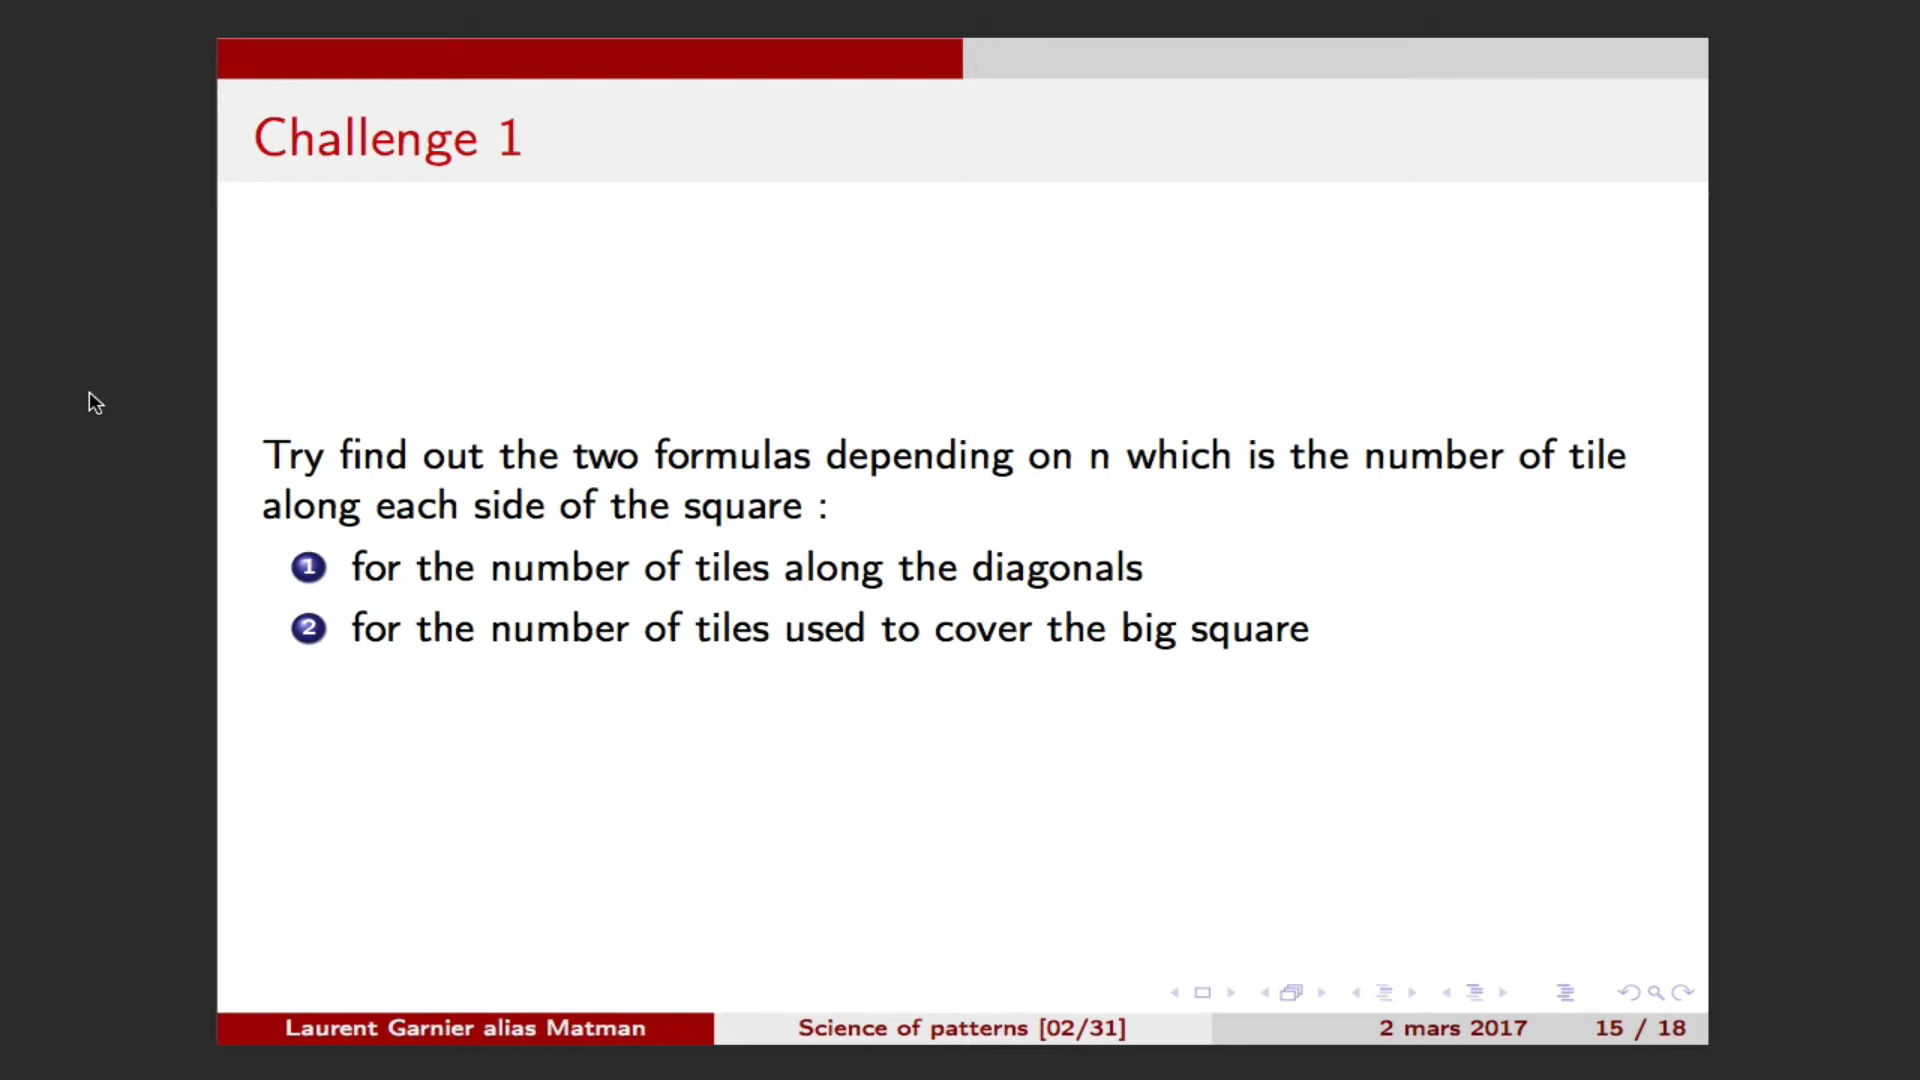 Challenge 1
Try find out the two formulas depending on n which is the number of tile
along each side of the square :
1 for the number of tiles along the diagonals
2 for the number of tiles used to cover the big square
Laurent Garnier alias Matman Science of patterns [02/31] 2 mars 2017 15 / 18